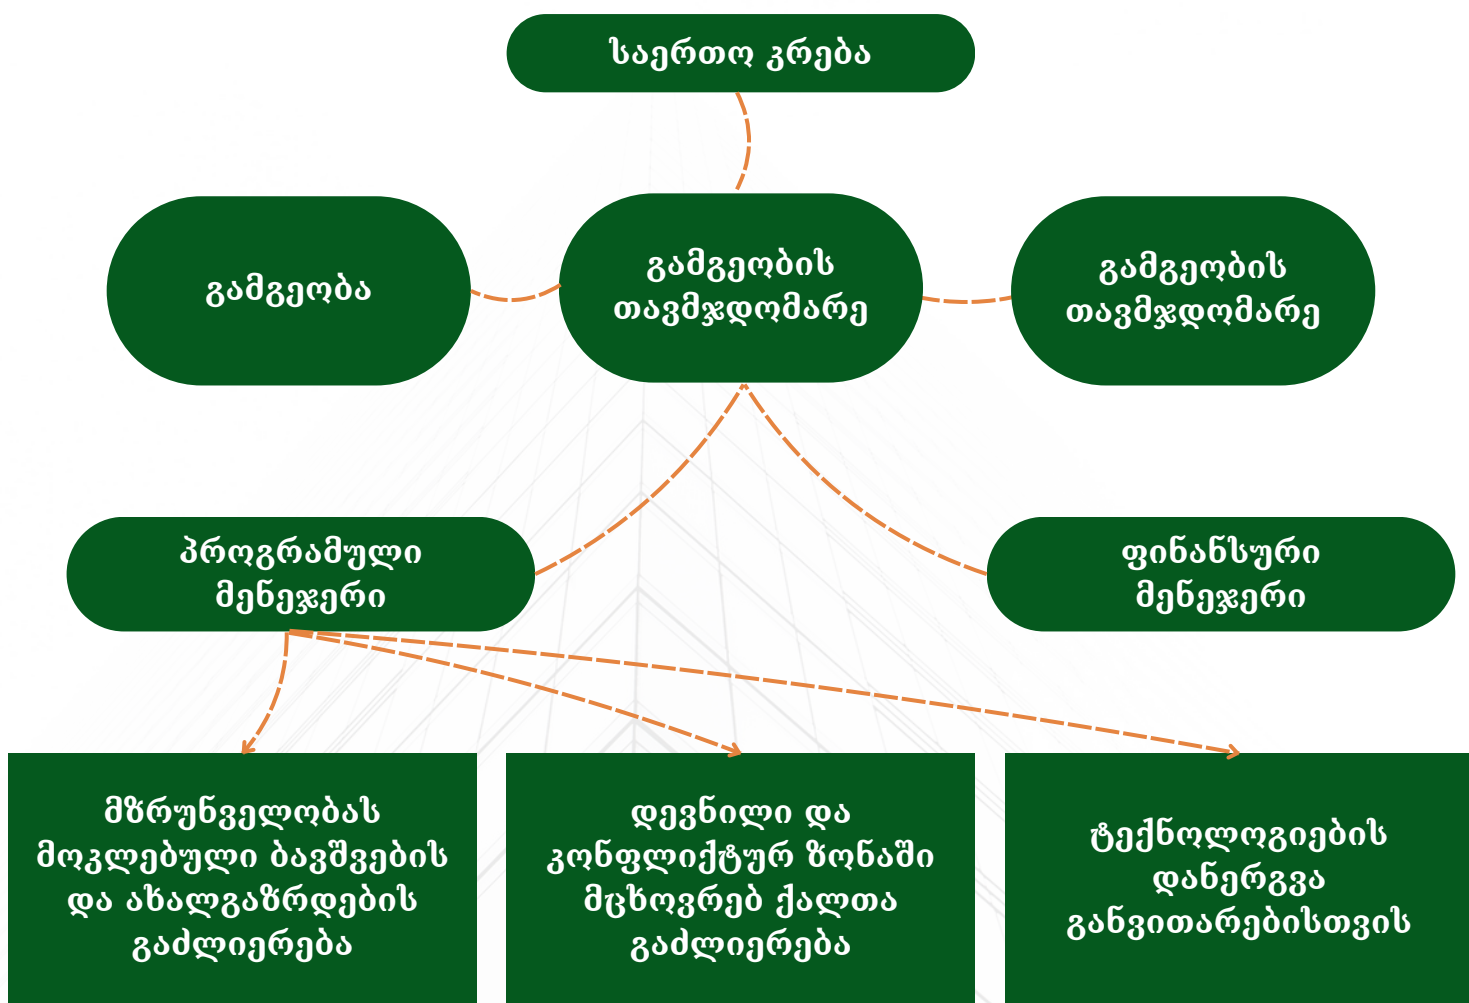 საერთო კრება
გამგეობა
გამგეობის
თავმჯდომარე
გამგეობის
თავმჯდომარე
პროგრამული
მენეჯერი
ფინანსური
მენეჯერი
მზრუნველობას
მოკლებული ბავშვების
და ახალგაზრდების
გაძლიერება
დევნილი და
კონფლიქტურ ზონაში
მცხოვრებ ქალთა
გაძლიერება
ტექნოლოგიების
დანერგვა
განვითარებისთვის